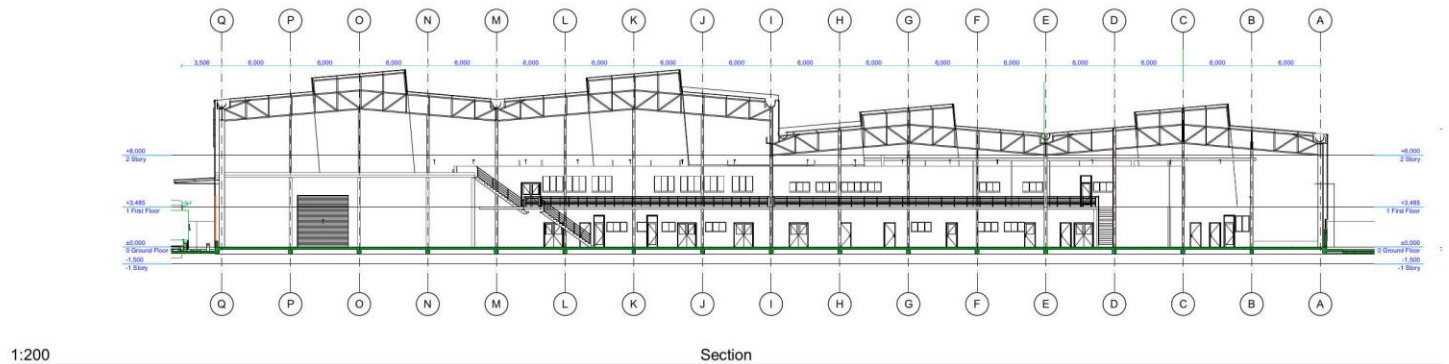 Q P O N M L K J I H G F E D C B A
6,000 6,000 6,000 6,000 6,000 6,000 6,000 6,000 6,000 6,000 6,000 6,000 6,000 6,000 6,000 6,000
+8,000 +8,000
2 Story 2 Story
+3,485 +3,485
1 First Floor 1 First Floor
±0,000 ±0,000
0 Ground Floor 0 Ground Floor
-1,500 -1,500
-1 Story -1 Story
Q P O N M L K J I H G F E D C B A
1:200 Section